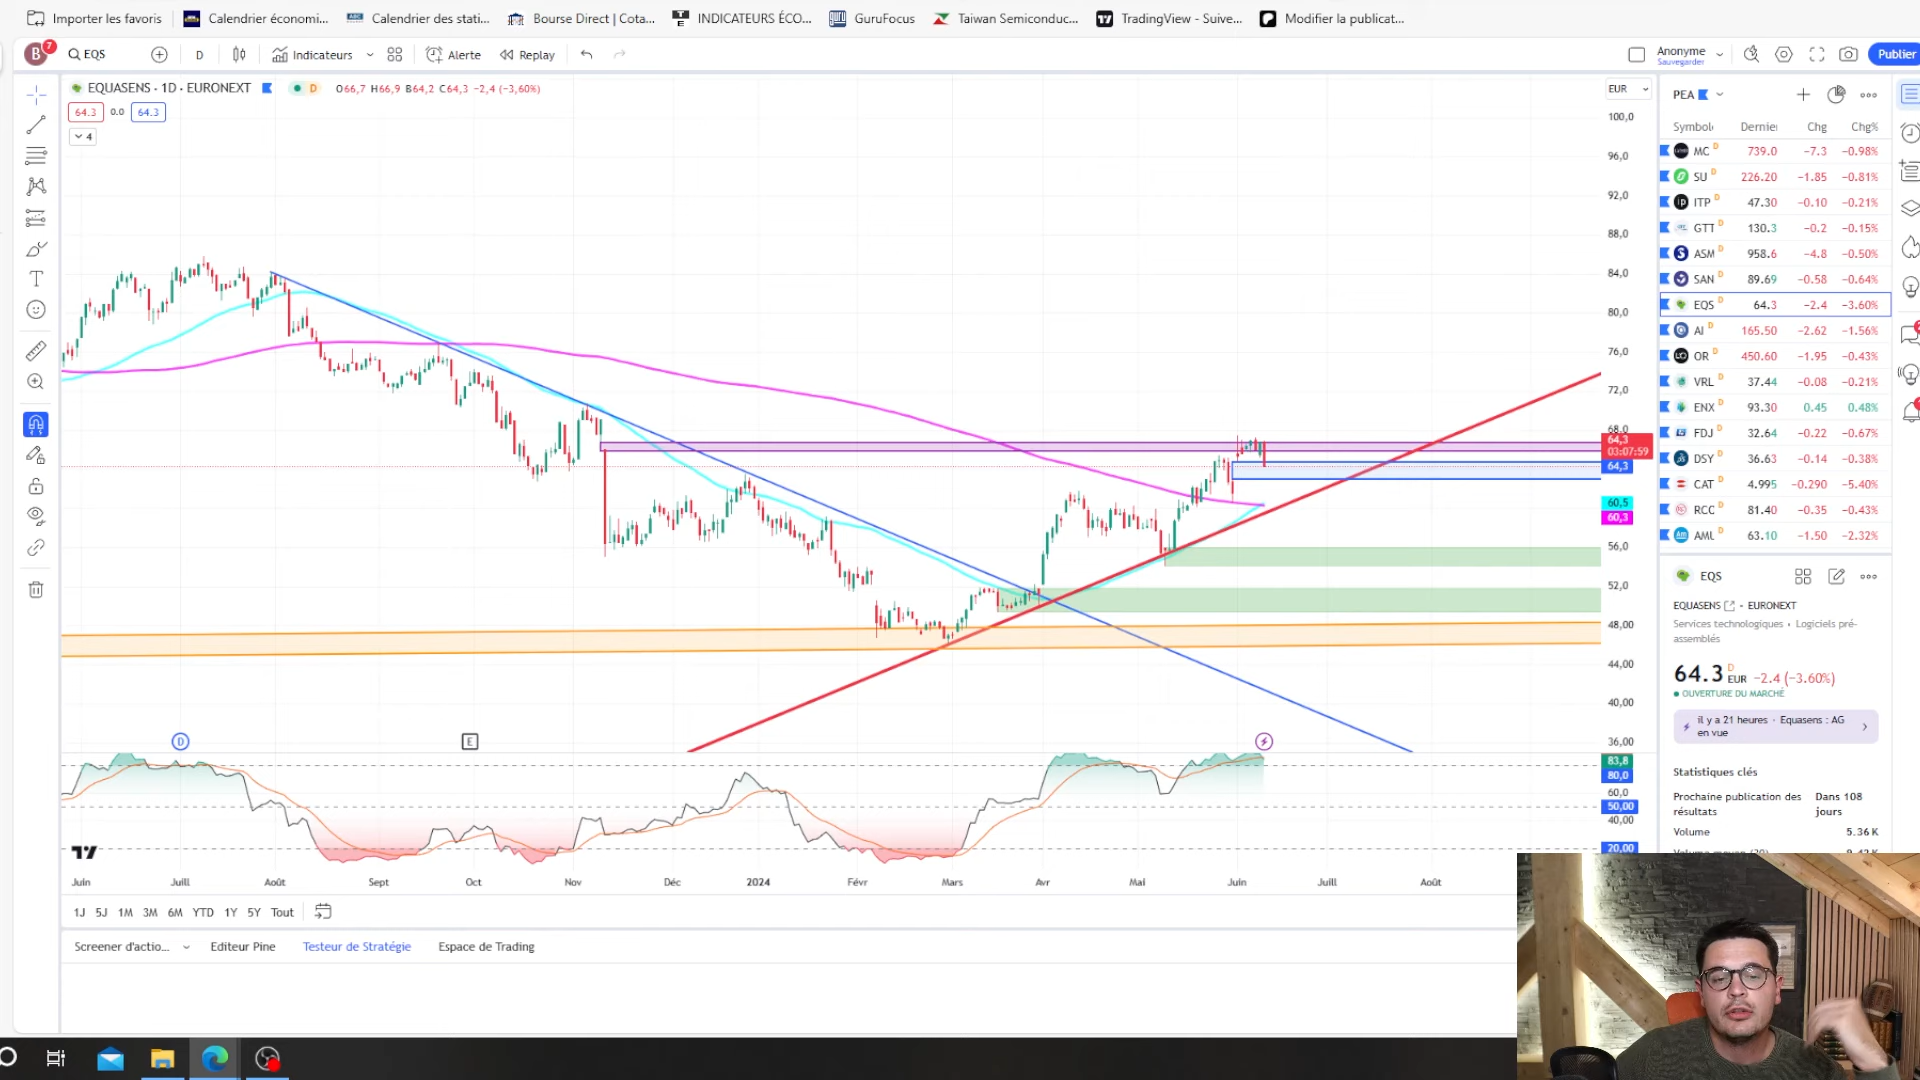 Importer les favoris
Calendrier économi...
Calendrier des stati...
Bourse Direct | Cota...
INDICATEURS ÉCO...
GuruFocus
Taiwan Semiconduc...
TradingView - Suive...
Modifier la publicat...
B 7
EQS
D
Indicateurs
Alerte
Replay
Anonyme
Sauvegarder
Publier
EQUASENS · 1D · EURONEXT
D
O66,7 H66,9 B64,2 C64,3 −2,4 (−3,60%)
64.3 0.0 64.3
4
EUR
100,0
96,0
92,0
88,0
84,0
80,0
76,0
72,0
68,0
64,3
03:07:59
64,3
60,5
60,3
56,0
52,0
48,00
44,00
40,00
36,00
D
E
83,8
80,0
60,0
50,00
40,00
20,00
Juin Juill Août Sept Oct Nov Déc 2024 Févr Mars Avr Mai Juin Juill Août
1J 5J 1M 3M 6M YTD 1Y 5Y Tout
Screener d'actio... Editeur Pine Testeur de Stratégie Espace de Trading
PEA
Symbole Dernier Chg Chg%
MC D 739.0 −7.3 −0.98%
SU D 226.20 −1.85 −0.81%
ITP D 47.30 −0.10 −0.21%
GTT D 130.3 −0.2 −0.15%
ASM D 958.6 −4.8 −0.50%
SAN D 89.69 −0.58 −0.64%
EQS D 64.3 −2.4 −3.60%
AI D 165.50 −2.62 −1.56%
OR D 450.60 −1.95 −0.43%
VRL D 37.44 −0.08 −0.21%
ENX D 93.30 0.45 0.48%
FDJ D 32.64 −0.22 −0.67%
DSY D 36.63 −0.14 −0.38%
CAT D 4.995 −0.290 −5.40%
RCO D 81.40 −0.35 −0.43%
AML D 63.10 −1.50 −2.32%
EQS
EQUASENS · EURONEXT
Services technologiques · Logiciels pré-
assemblés
64.3 D EUR −2.4 (−3.60%)
OUVERTURE DU MARCHÉ
il y a 21 heures · Equasens : AG
en vue
Statistiques clés
Prochaine publication des Dans 108
résultats jours
Volume 5.36 K